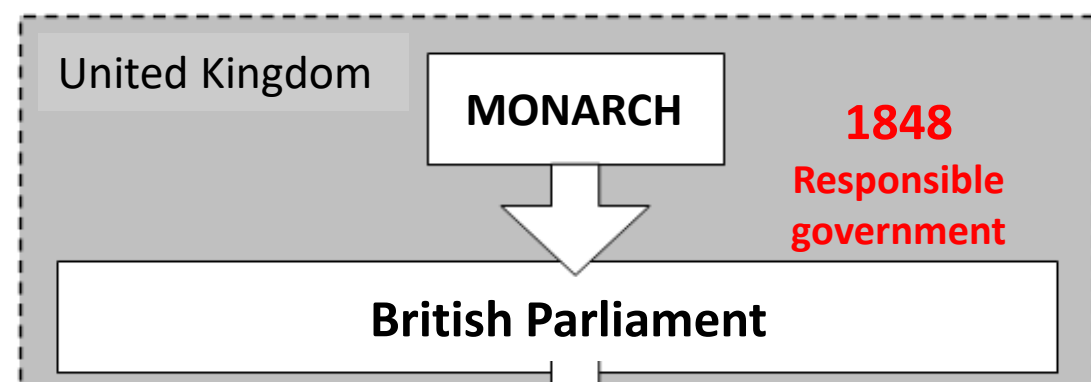 United Kingdom
MONARCH
1848
Responsible
government
British Parliament